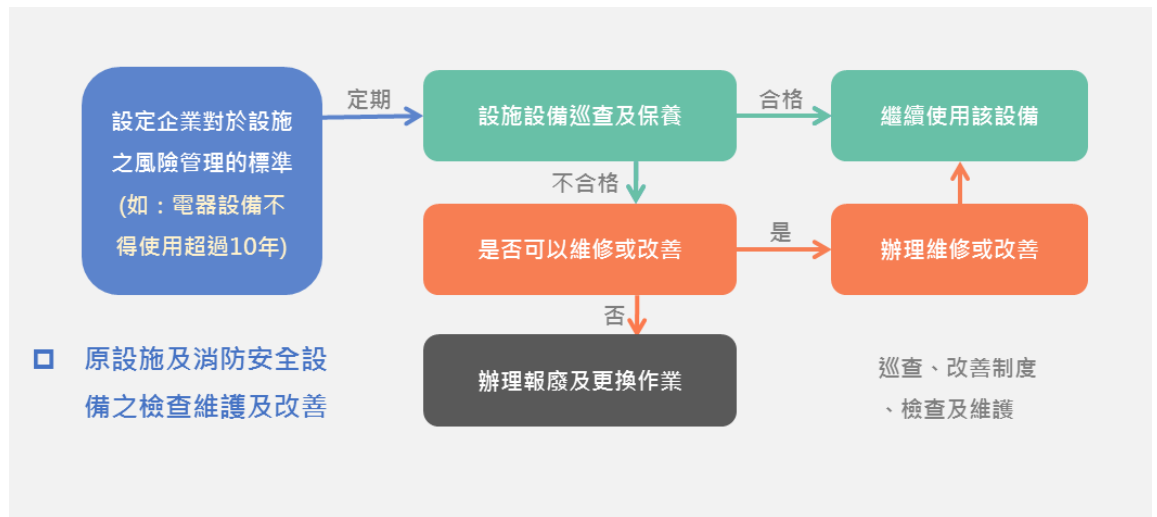 設定企業對於設施
之風險管理的標準
(如：電器設備不
得使用超過10年)
定期
設施設備巡查及保養
合格
繼續使用該設備
不合格
是否可以維修或改善
是
辦理維修或改善
否
辦理報廢及更換作業
原設施及消防安全設
備之檢查維護及改善
巡查、改善制度
、檢查及維護